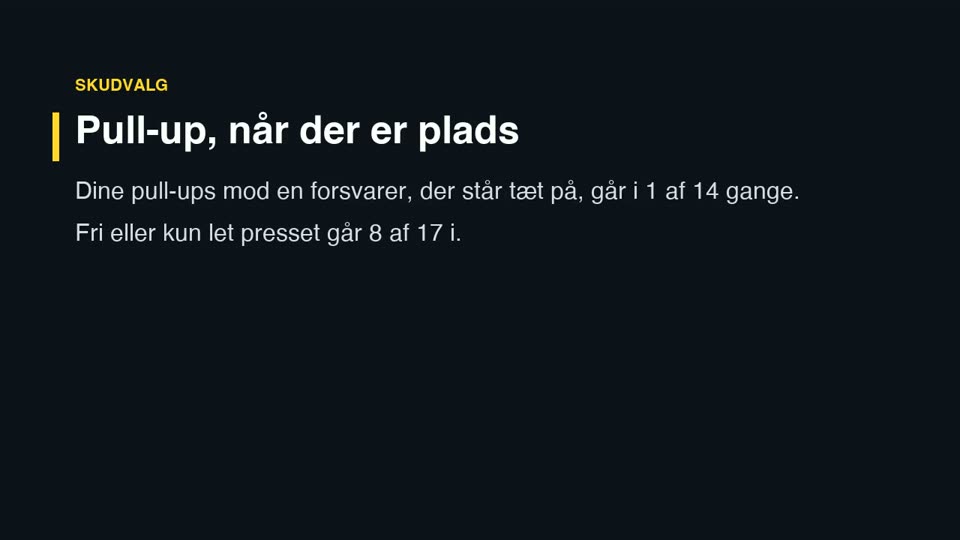 SKUDVALG
Pull-up, når der er plads
Dine pull-ups mod en forsvarer, der står tæt på, går i 1 af 14 gange.
Fri eller kun let presset går 8 af 17 i.